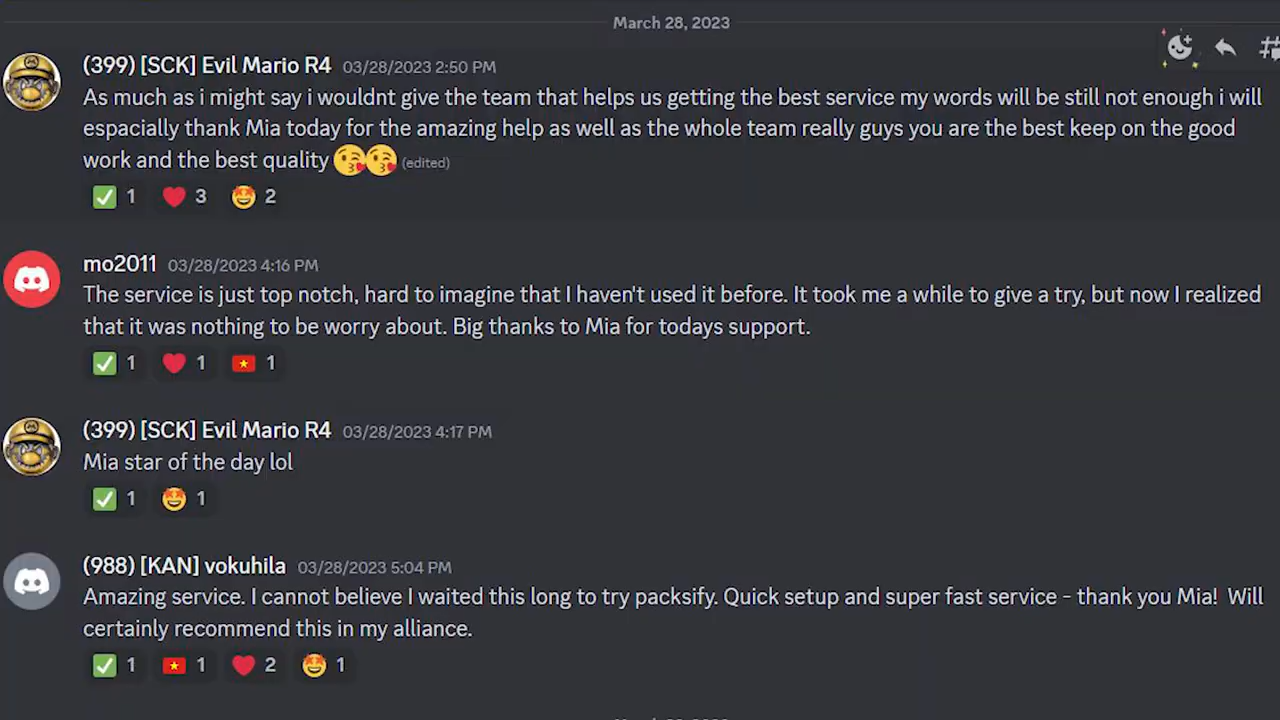 March 28, 2023
(399) [SCK] Evil Mario R4 03/28/2023 2:50 PM
As much as i might say i wouldnt give the team that helps us getting the best service my words will be still not enough i will
espacially thank Mia today for the amazing help as well as the whole team really guys you are the best keep on the good
work and the best quality 😘😘 (edited)
✅ 1 ❤️ 3 🤩 2
mo2011 03/28/2023 4:16 PM
The service is just top notch, hard to imagine that I haven't used it before. It took me a while to give a try, but now I realized
that it was nothing to be worry about. Big thanks to Mia for todays support.
✅ 1 ❤️ 1 🇻🇳 1
(399) [SCK] Evil Mario R4 03/28/2023 4:17 PM
Mia star of the day lol
✅ 1 🤩 1
(988) [KAN] vokuhila 03/28/2023 5:04 PM
Amazing service. I cannot believe I waited this long to try packsify. Quick setup and super fast service - thank you Mia!  Will
certainly recommend this in my alliance.
✅ 1 🇻🇳 1 ❤️ 2 🤩 1